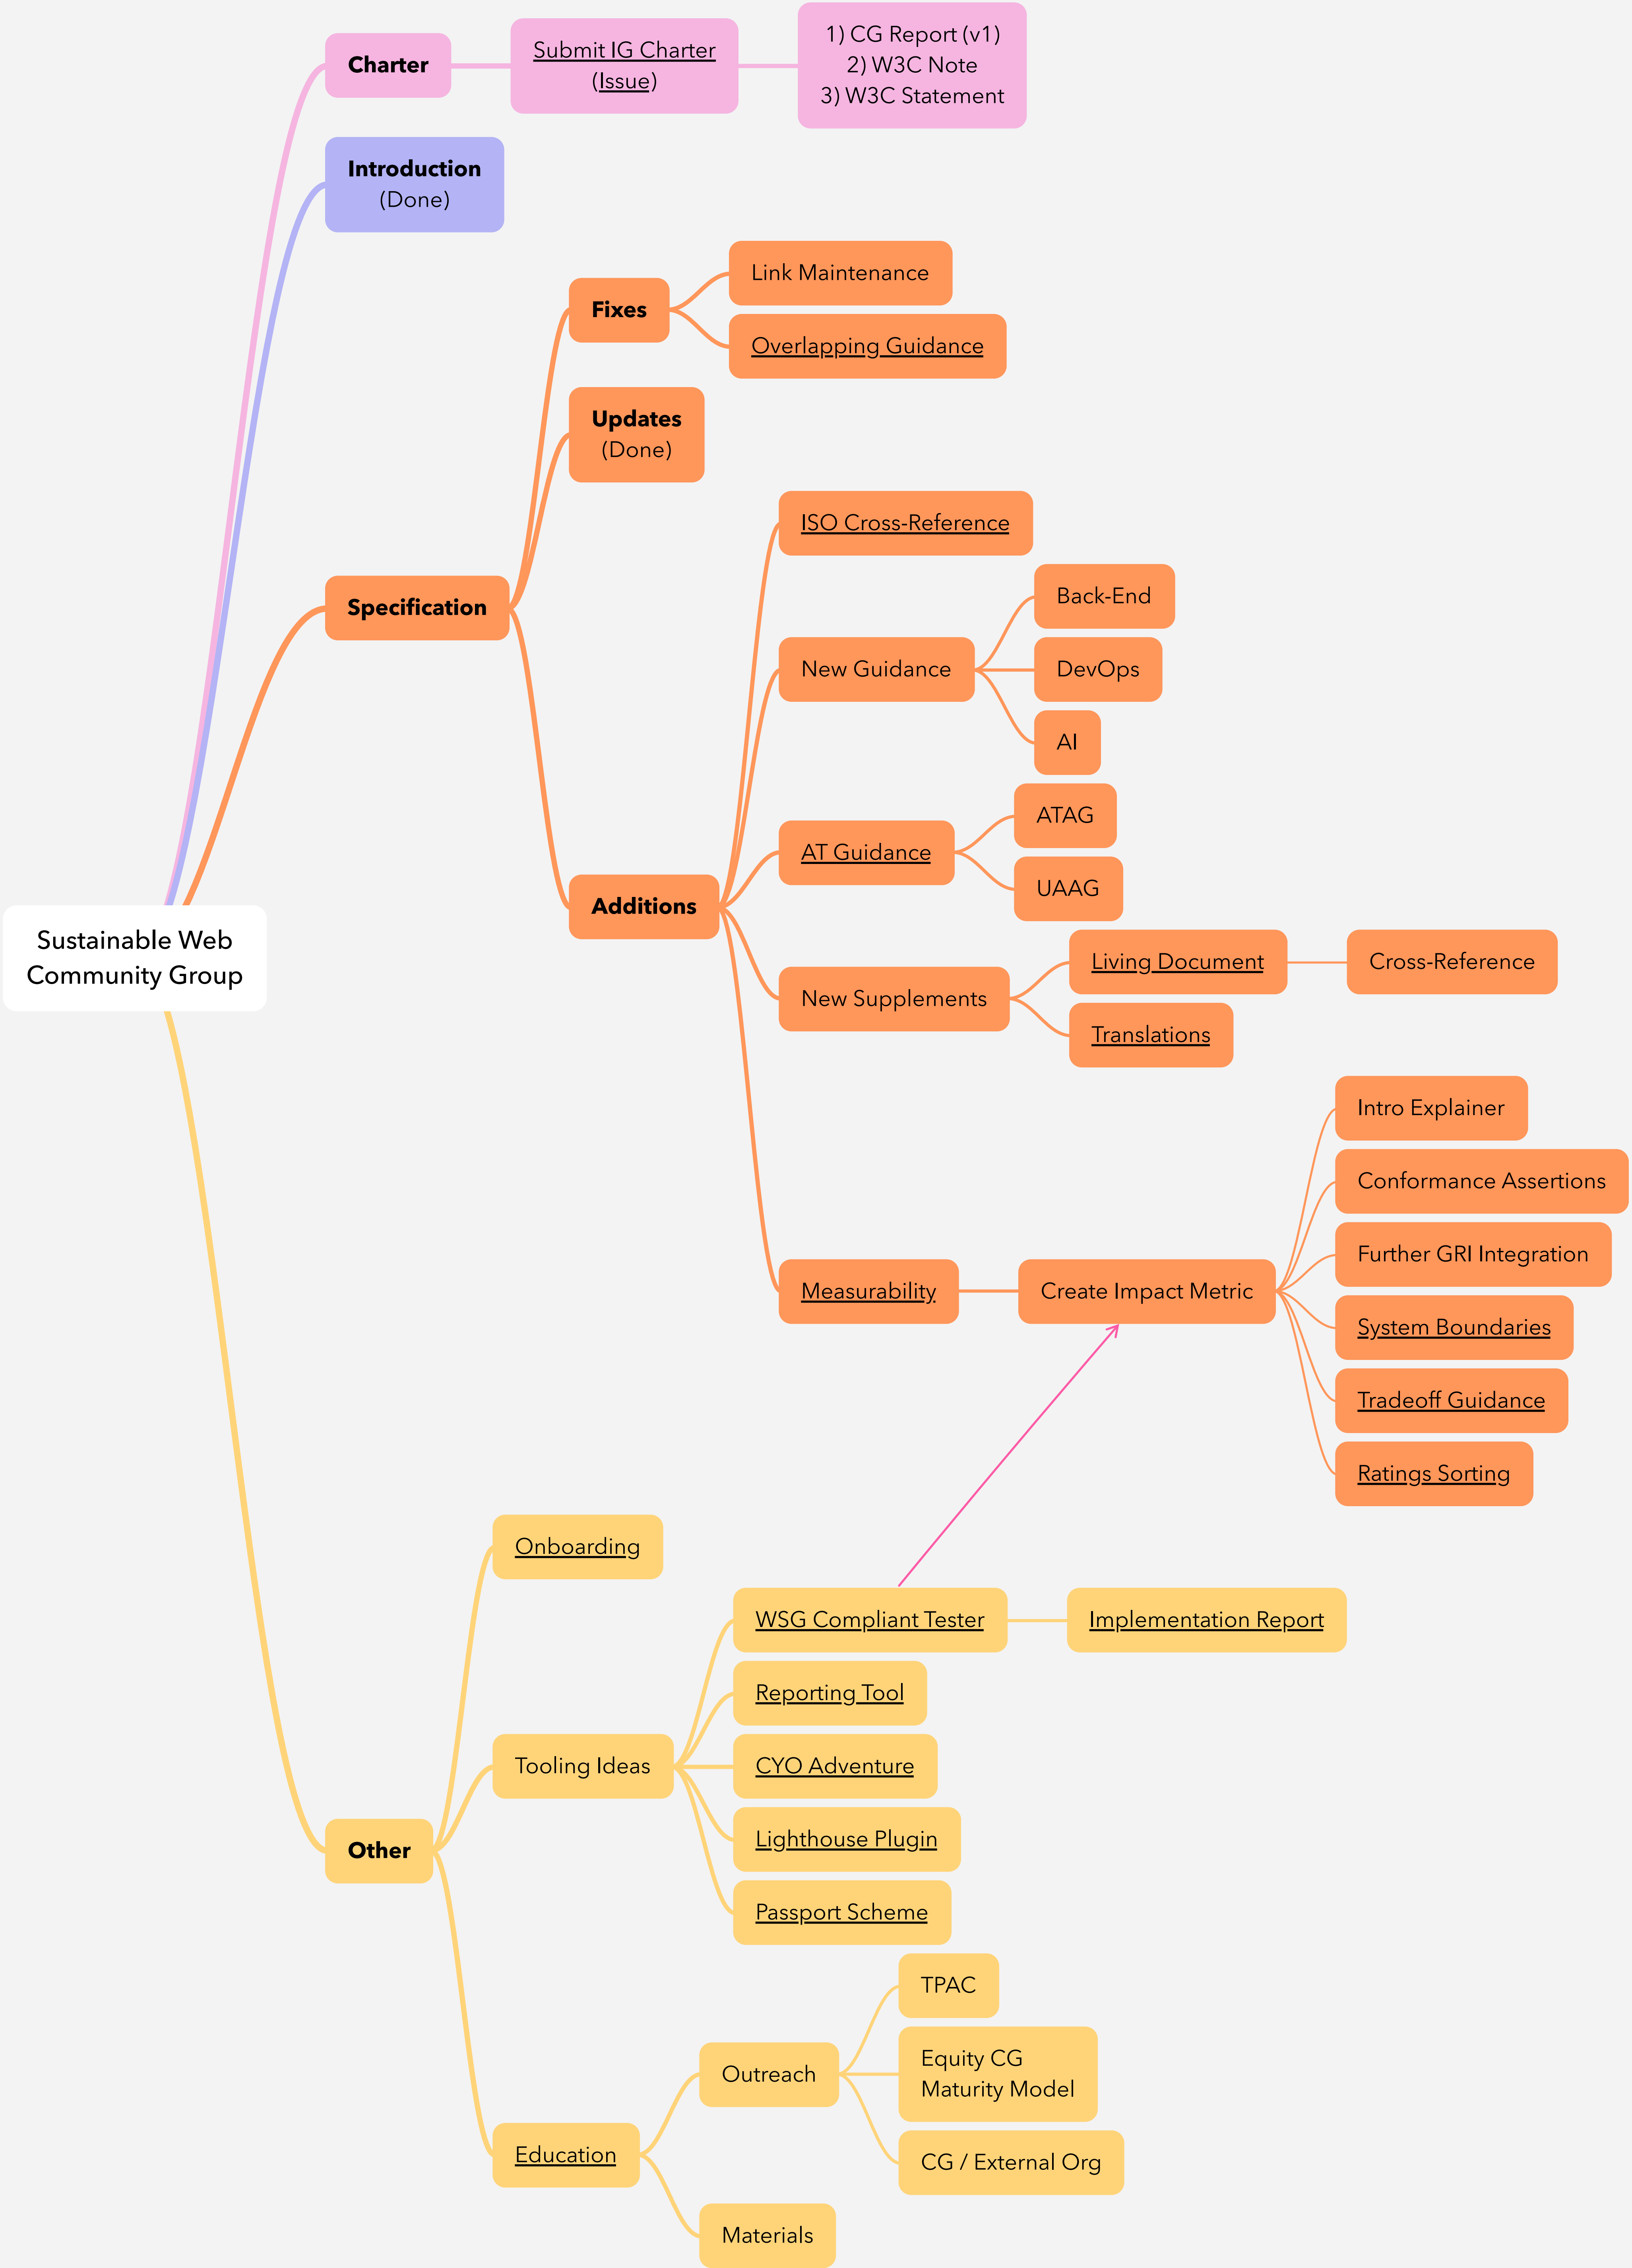 Charter
Submit IG Charter
(Issue)
1) CG Report (v1)
2) W3C Note
3) W3C Statement
Introduction
(Done)
Fixes
Link Maintenance
Overlapping Guidance
Updates
(Done)
Specification
ISO Cross-Reference
New Guidance
Back-End
DevOps
AI
AT Guidance
ATAG
UAAG
Additions
Sustainable Web
Community Group
New Supplements
Living Document
Cross-Reference
Translations
Measurability
Create Impact Metric
Intro Explainer
Conformance Assertions
Further GRI Integration
System Boundaries
Tradeoff Guidance
Ratings Sorting
Onboarding
WSG Compliant Tester
Implementation Report
Reporting Tool
Tooling Ideas
CYO Adventure
Lighthouse Plugin
Passport Scheme
Other
TPAC
Outreach
Equity CG
Maturity Model
CG / External Org
Education
Materials